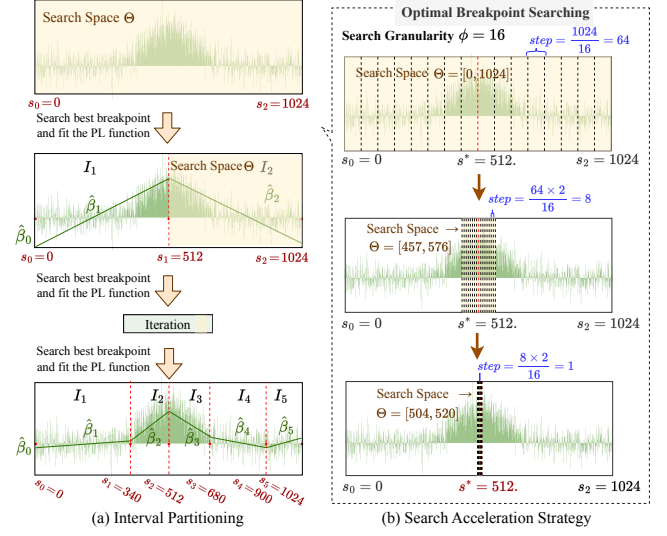 Search Space Θ
s₀=0
s₂=1024
Search best breakpoint
and fit the PL function
I₁
Search Space Θ I₂
β̂₁
β̂₂
β̂₀
s₀=0
s₁=512
s₂=1024
Search best breakpoint
and fit the PL function
Iteration
Search best breakpoint
and fit the PL function
I₁ I₂ I₃ I₄ I₅
β̂₀ β̂₁ β̂₂ β̂₃ β̂₄ β̂₅
s₀=0 s₁=340 s₂=512 s₃=680 s₄=900 s₅=1024
(a) Interval Partitioning
Optimal Breakpoint Searching
Search Granularity ϕ = 16
step = 1024/16 = 64
Search Space Θ = [0, 1024]
s₀ = 0 s* = 512. s₂ = 1024
step = 64 × 2/16 = 8
Search Space →
Θ = [457, 576]
s₀ = 0 s* = 512. s₂ = 1024
step = 8 × 2/16 = 1
Search Space →
Θ = [504, 520]
s₀ = 0 s* = 512. s₂ = 1024
(b) Search Acceleration Strategy